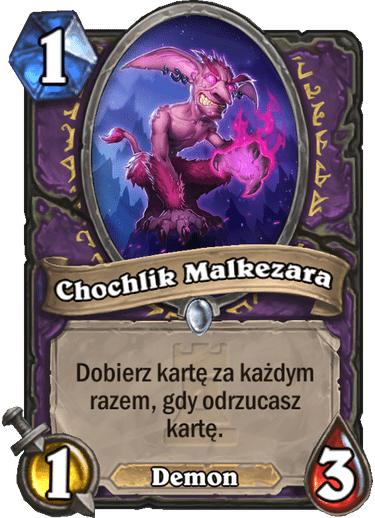 1
Chochlik Malkezara
Dobierz kartę za każdym
razem, gdy odrzucasz
kartę.
1
Demon
3